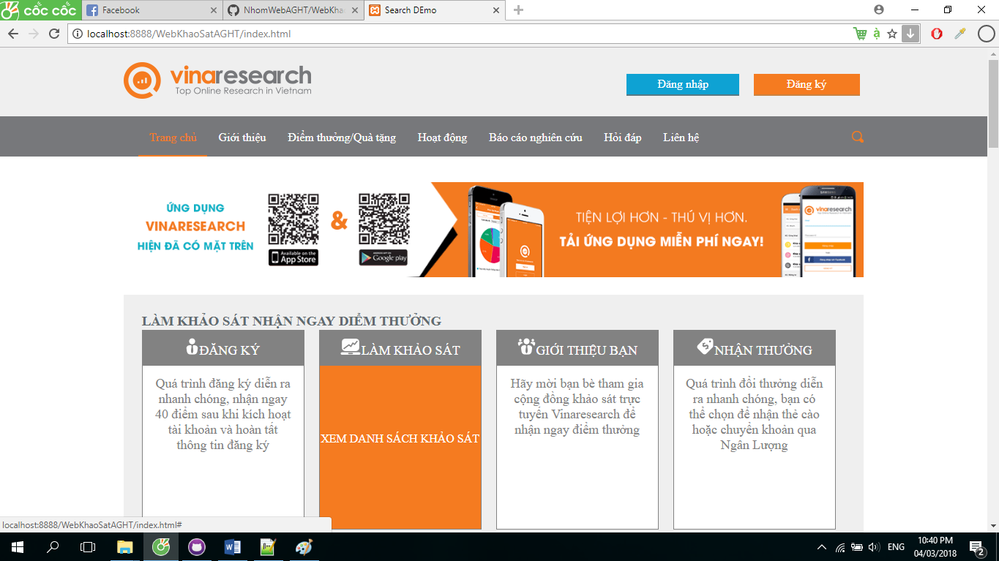 cốc cốc
Facebook
NhomWebAGHT/WebKha
Search DEmo
localhost:8888/WebKhaoSatAGHT/index.html
vinaresearch
Top Online Research in Vietnam
Đăng nhập
Đăng ký
Trang chủ
Giới thiệu
Điểm thưởng/Quà tặng
Hoạt động
Báo cáo nghiên cứu
Hỏi đáp
Liên hệ
ỨNG DỤNG
VINARESEARCH
HIỆN ĐÃ CÓ MẶT TRÊN
&
Available on the
App Store
ANDROID APP ON
Google play
TIỆN LỢI HƠN - THÚ VỊ HƠN.
TẢI ỨNG DỤNG MIỄN PHÍ NGAY!
SAMSUNG
vinaresearch
LÀM KHẢO SÁT NHẬN NGAY DIỄM THƯỞNG
ĐĂNG KÝ
Quá trình đăng ký diễn ra
nhanh chóng, nhận ngay
40 điểm sau khi kích hoạt
tài khoản và hoàn tất
thông tin đăng ký
LÀM KHẢO SÁT
XEM DANH SÁCH KHẢO SÁT
GIỚI THIỆU BẠN
Hãy mời bạn bè tham gia
cộng đồng khảo sát trực
tuyến Vinaresearch để
nhận ngay điểm thưởng
NHẬN THƯỞNG
Quá trình đổi thưởng diễn
ra nhanh chóng, bạn có
thể chọn để nhận thẻ cào
hoặc chuyển khoản qua
Ngân Lượng
localhost:8888/WebKhaoSatAGHT/index.html#
ENG
10:40 PM
04/03/2018
2